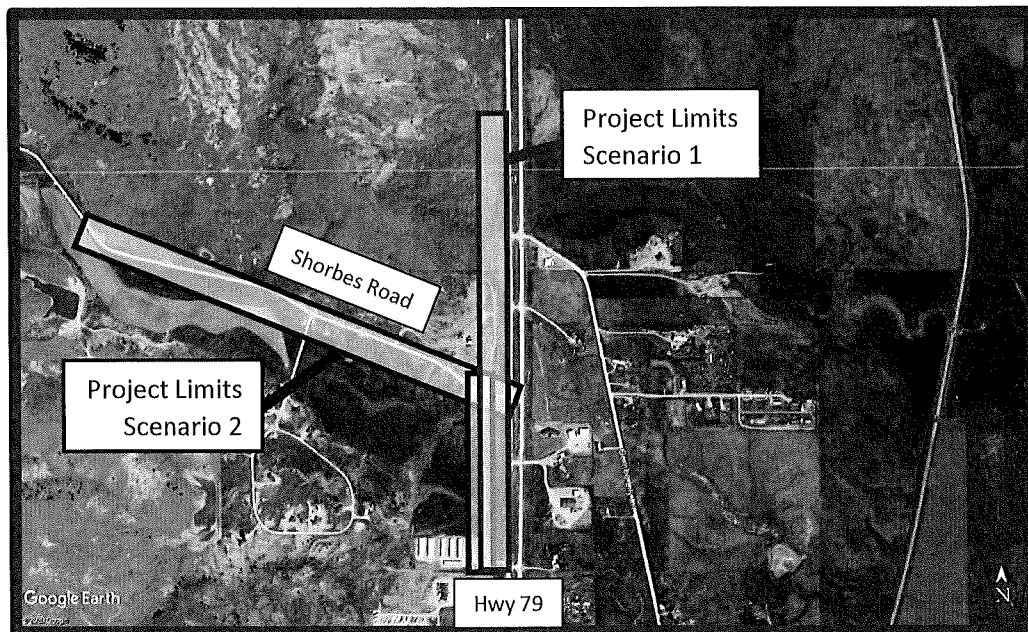 Project Limits
Scenario 1
Shorbes Road
Project Limits
Scenario 2
Hwy 79
Google Earth
N